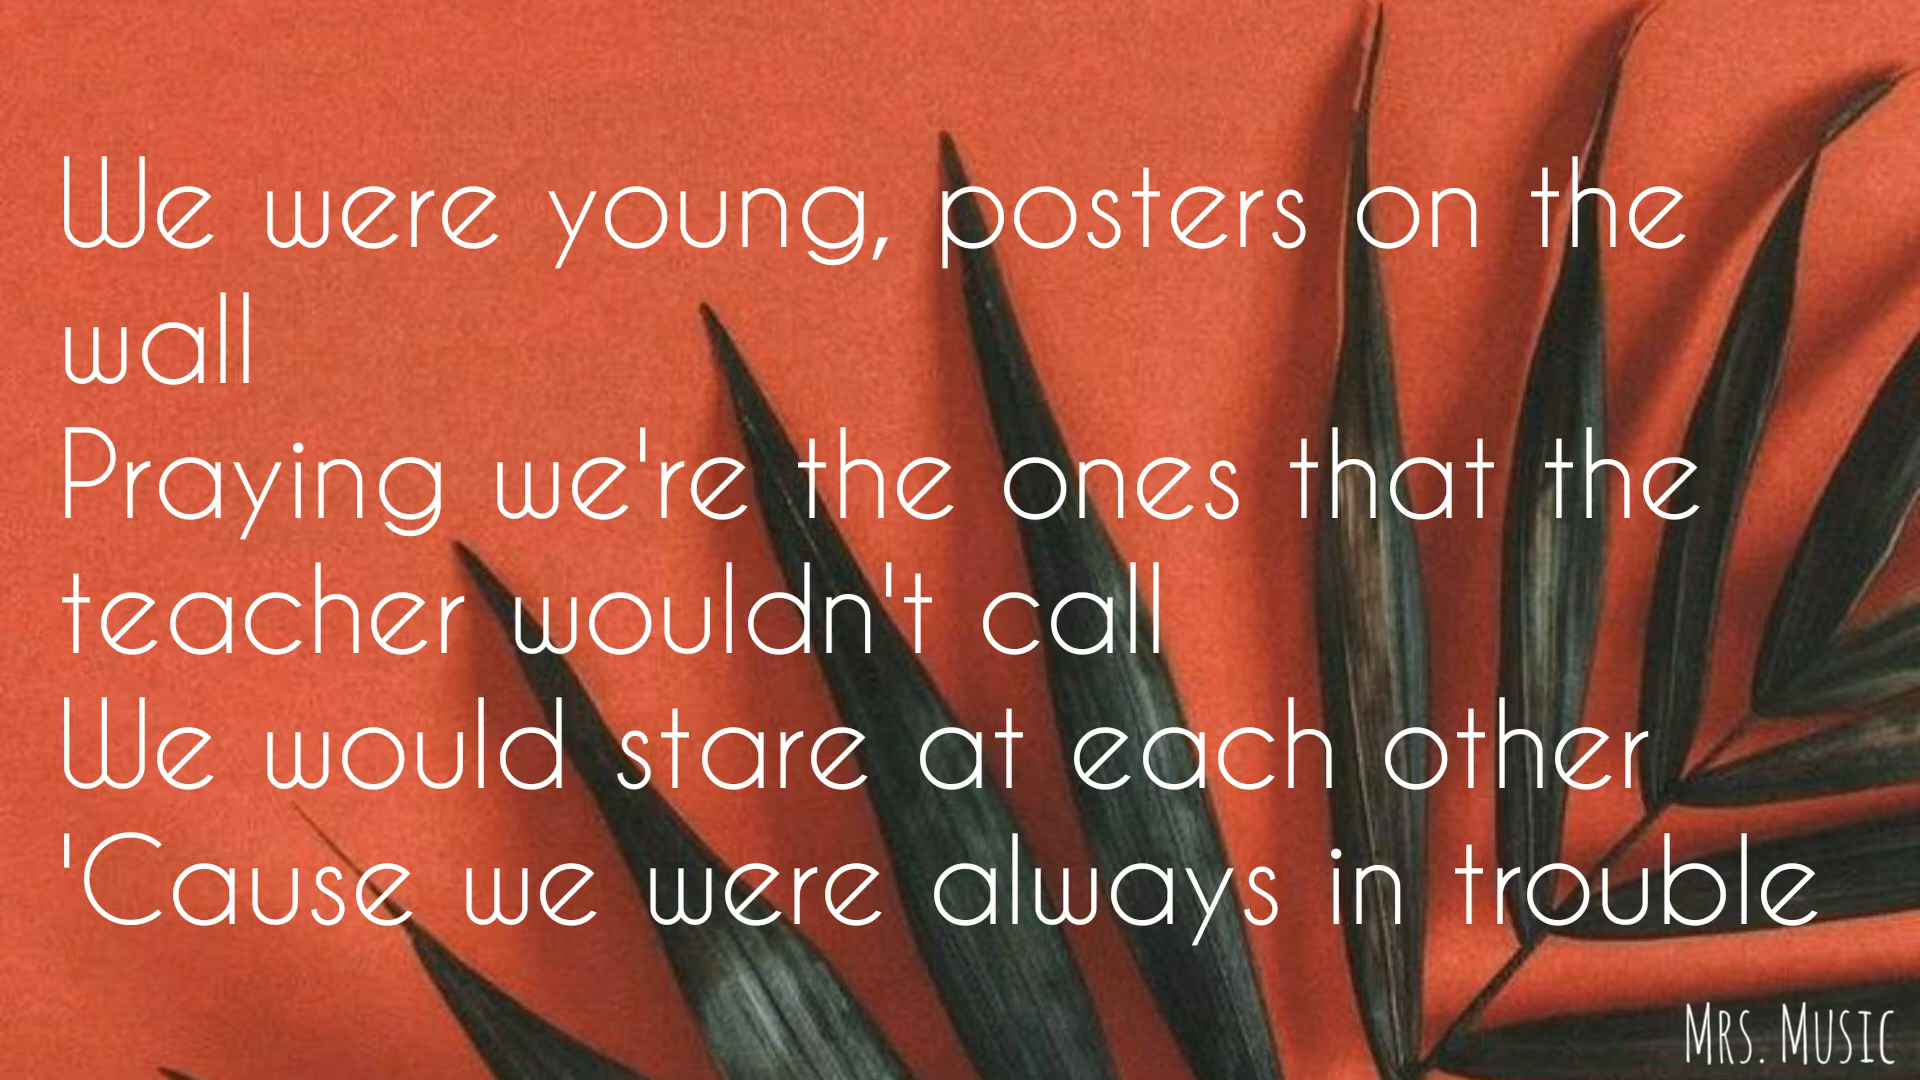 We were young, posters on the
wall
Praying we're the ones that the
teacher wouldn't call
We would stare at each other
'Cause we were always in trouble
Mrs. Music